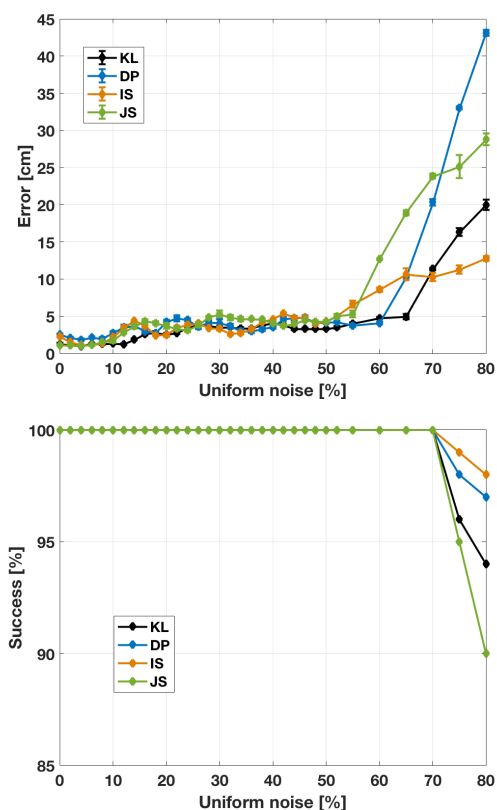 45
40
35
30
25
20
15
10
5
0
Error [cm]
KL
DP
IS
JS
0 10 20 30 40 50 60 70 80
Uniform noise [%]
100
95
90
85
Success [%]
KL
DP
IS
JS
0 10 20 30 40 50 60 70 80
Uniform noise [%]